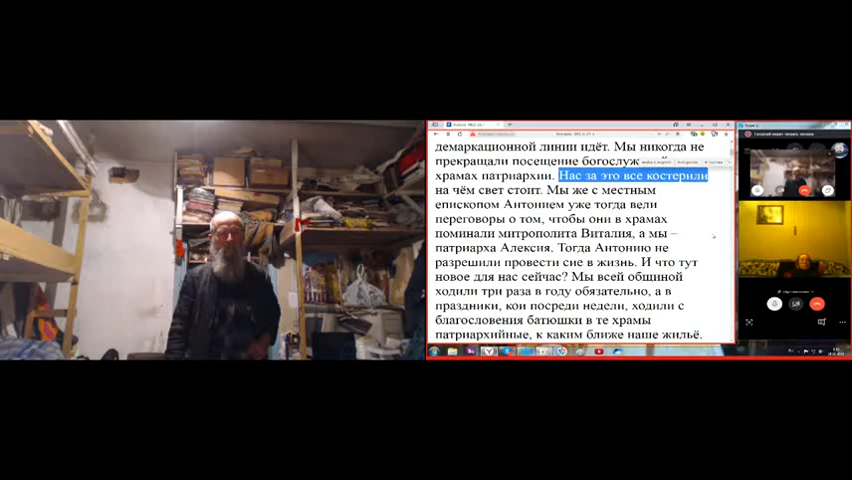 демаркационной линии идёт. Мы никогда не
прекращали посещение богослуж
храмах патриархии. Нас за это все костерили
на чём свет стоит. Мы же с местным
епископом Антонием уже тогда вели
переговоры о том, чтобы они в храмах
поминали митрополита Виталия, а мы –
патриарха Алексия. Тогда Антонию не
разрешили провести сие в жизнь. И что тут
новое для нас сейчас? Мы всей общиной
ходили три раза в году обязательно, а в
праздники, кои посреди недели, ходили с
благословения батюшки в те храмы
патриархийные, к каким ближе наше жильё.